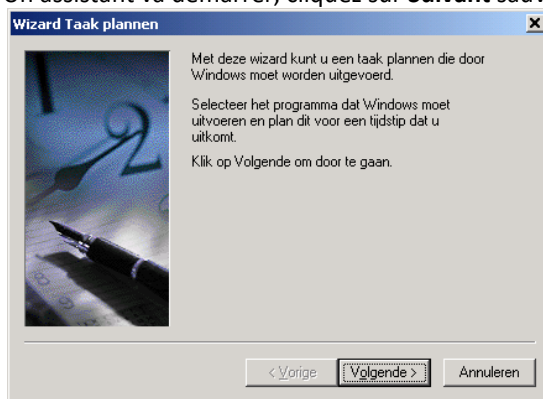 Un assistant va démarrer, cliquez sur Suivant
Wizard Taak plannen
Met deze wizard kunt u een taak plannen die door
Windows moet worden uitgevoerd.
Selecteer het programma dat Windows moet
uitvoeren en plan dit voor een tijdstip dat u
uitkomt.
Klik op Volgende om door te gaan.
2
< Vorige
Volgende >
Annuleren